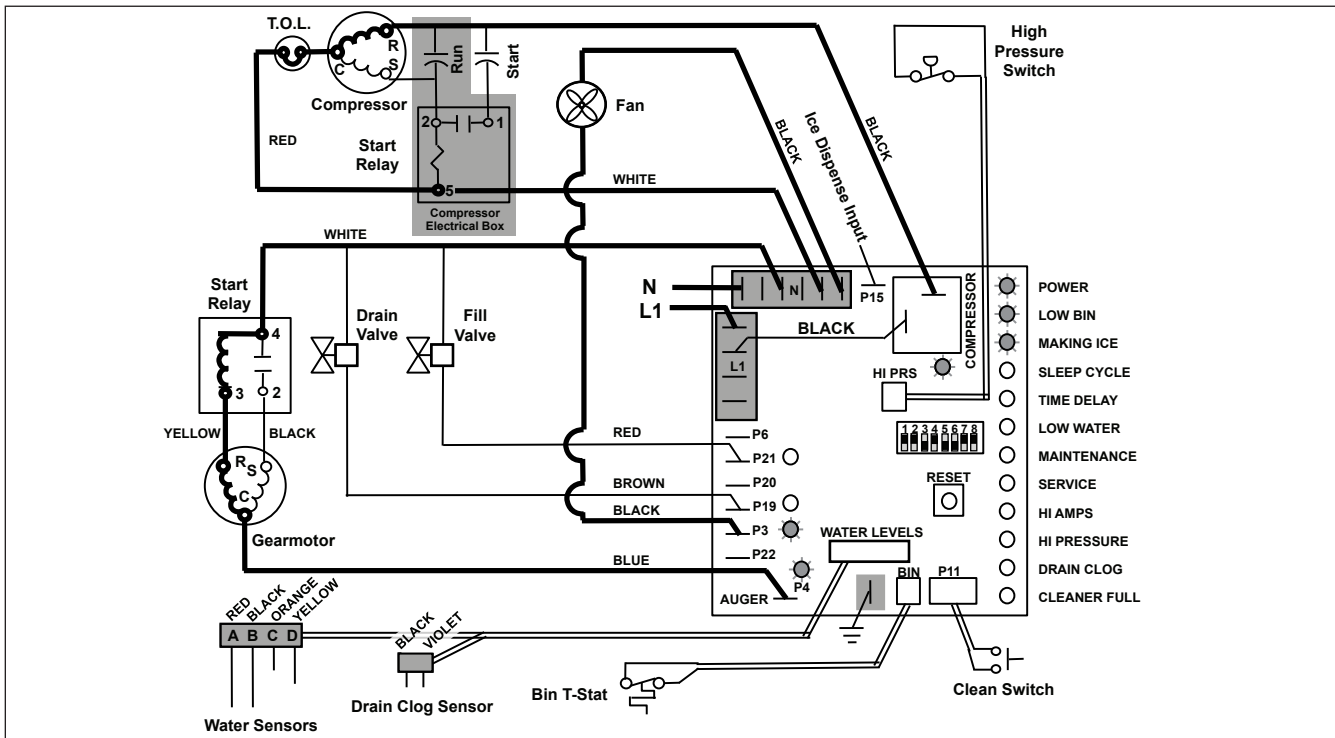 T.O.L.
R
C
S
Compressor
Run
Start
2
1
Start
Relay
5
Compressor
Electrical Box
RED
WHITE
Fan
BLACK
Ice Dispense Input
BLACK
High
Pressure
Switch
WHITE
Start
Relay
4
3
2
YELLOW
BLACK
R
S
C
Gearmotor
Drain
Valve
Fill
Valve
N
L1
N
P15
L1
BLACK
COMPRESSOR
HI PRS
1 2 3 4 5 6 7 8
RESET
POWER
LOW BIN
MAKING ICE
SLEEP CYCLE
TIME DELAY
LOW WATER
MAINTENANCE
SERVICE
HI AMPS
HI PRESSURE
DRAIN CLOG
CLEANER FULL
RED
P6
P21
P20
BROWN
P19
BLACK
P3
P22
BLUE
P4
AUGER
WATER LEVELS
BIN
P11
RED
BLACK
ORANGE
YELLOW
A B C D
Water Sensors
BLACK
VIOLET
Drain Clog Sensor
Bin T-Stat
Clean Switch